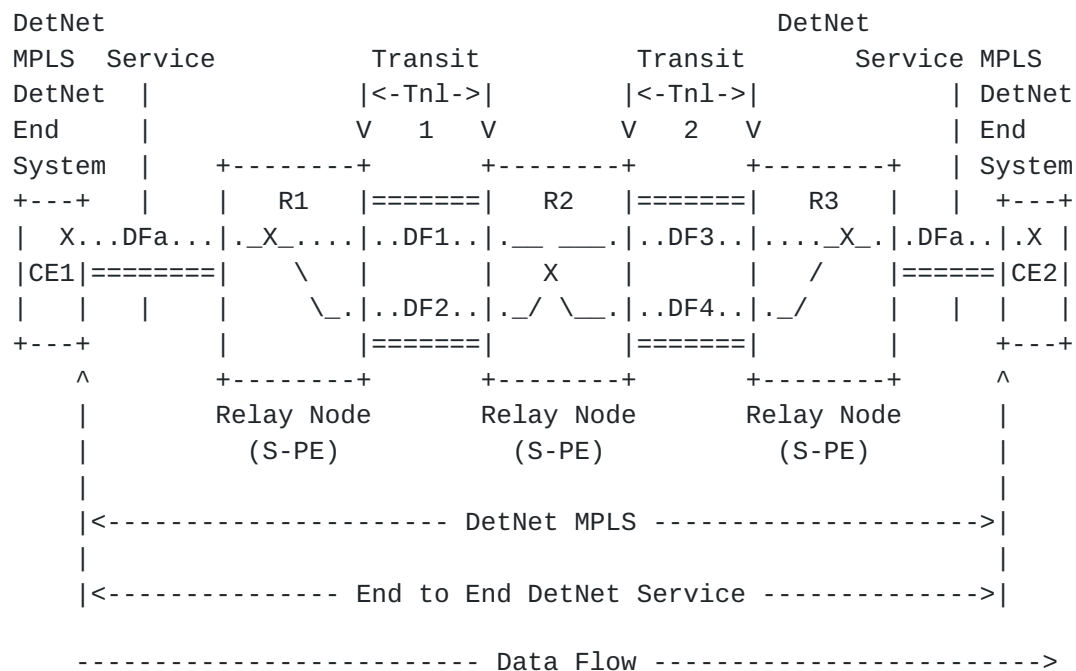 DetNet                                           DetNet
MPLS  Service          Transit          Transit       Service MPLS
DetNet  |             |<-Tnl->|        |<-Tnl->|            | DetNet
End     |             V   1   V        V   2   V            | End
System  |    +--------+       +--------+       +--------+   | System
+---+   |    |   R1   |=======|   R2   |=======|   R3   |   |  +---+
|  X...DFa...|._X_....|..DF1..|.__ ___.|..DF3..|...._X_.|.DFa..|.X |
|CE1|========|    \   |       |   X    |       |   /    |======|CE2|
|   |   |    |     \_.|..DF2..|._/ \__.|..DF4..|._/     |   |  |   |
+---+        |        |=======|        |=======|        |      +---+
    ^        +--------+       +--------+       +--------+      ^
    |        Relay Node       Relay Node       Relay Node      |
    |          (S-PE)           (S-PE)           (S-PE)        |
    |                                                          |
    |<---------------------- DetNet MPLS --------------------->|
    |                                                          |
    |<--------------- End to End DetNet Service -------------->|

    -------------------------- Data Flow ------------------------->